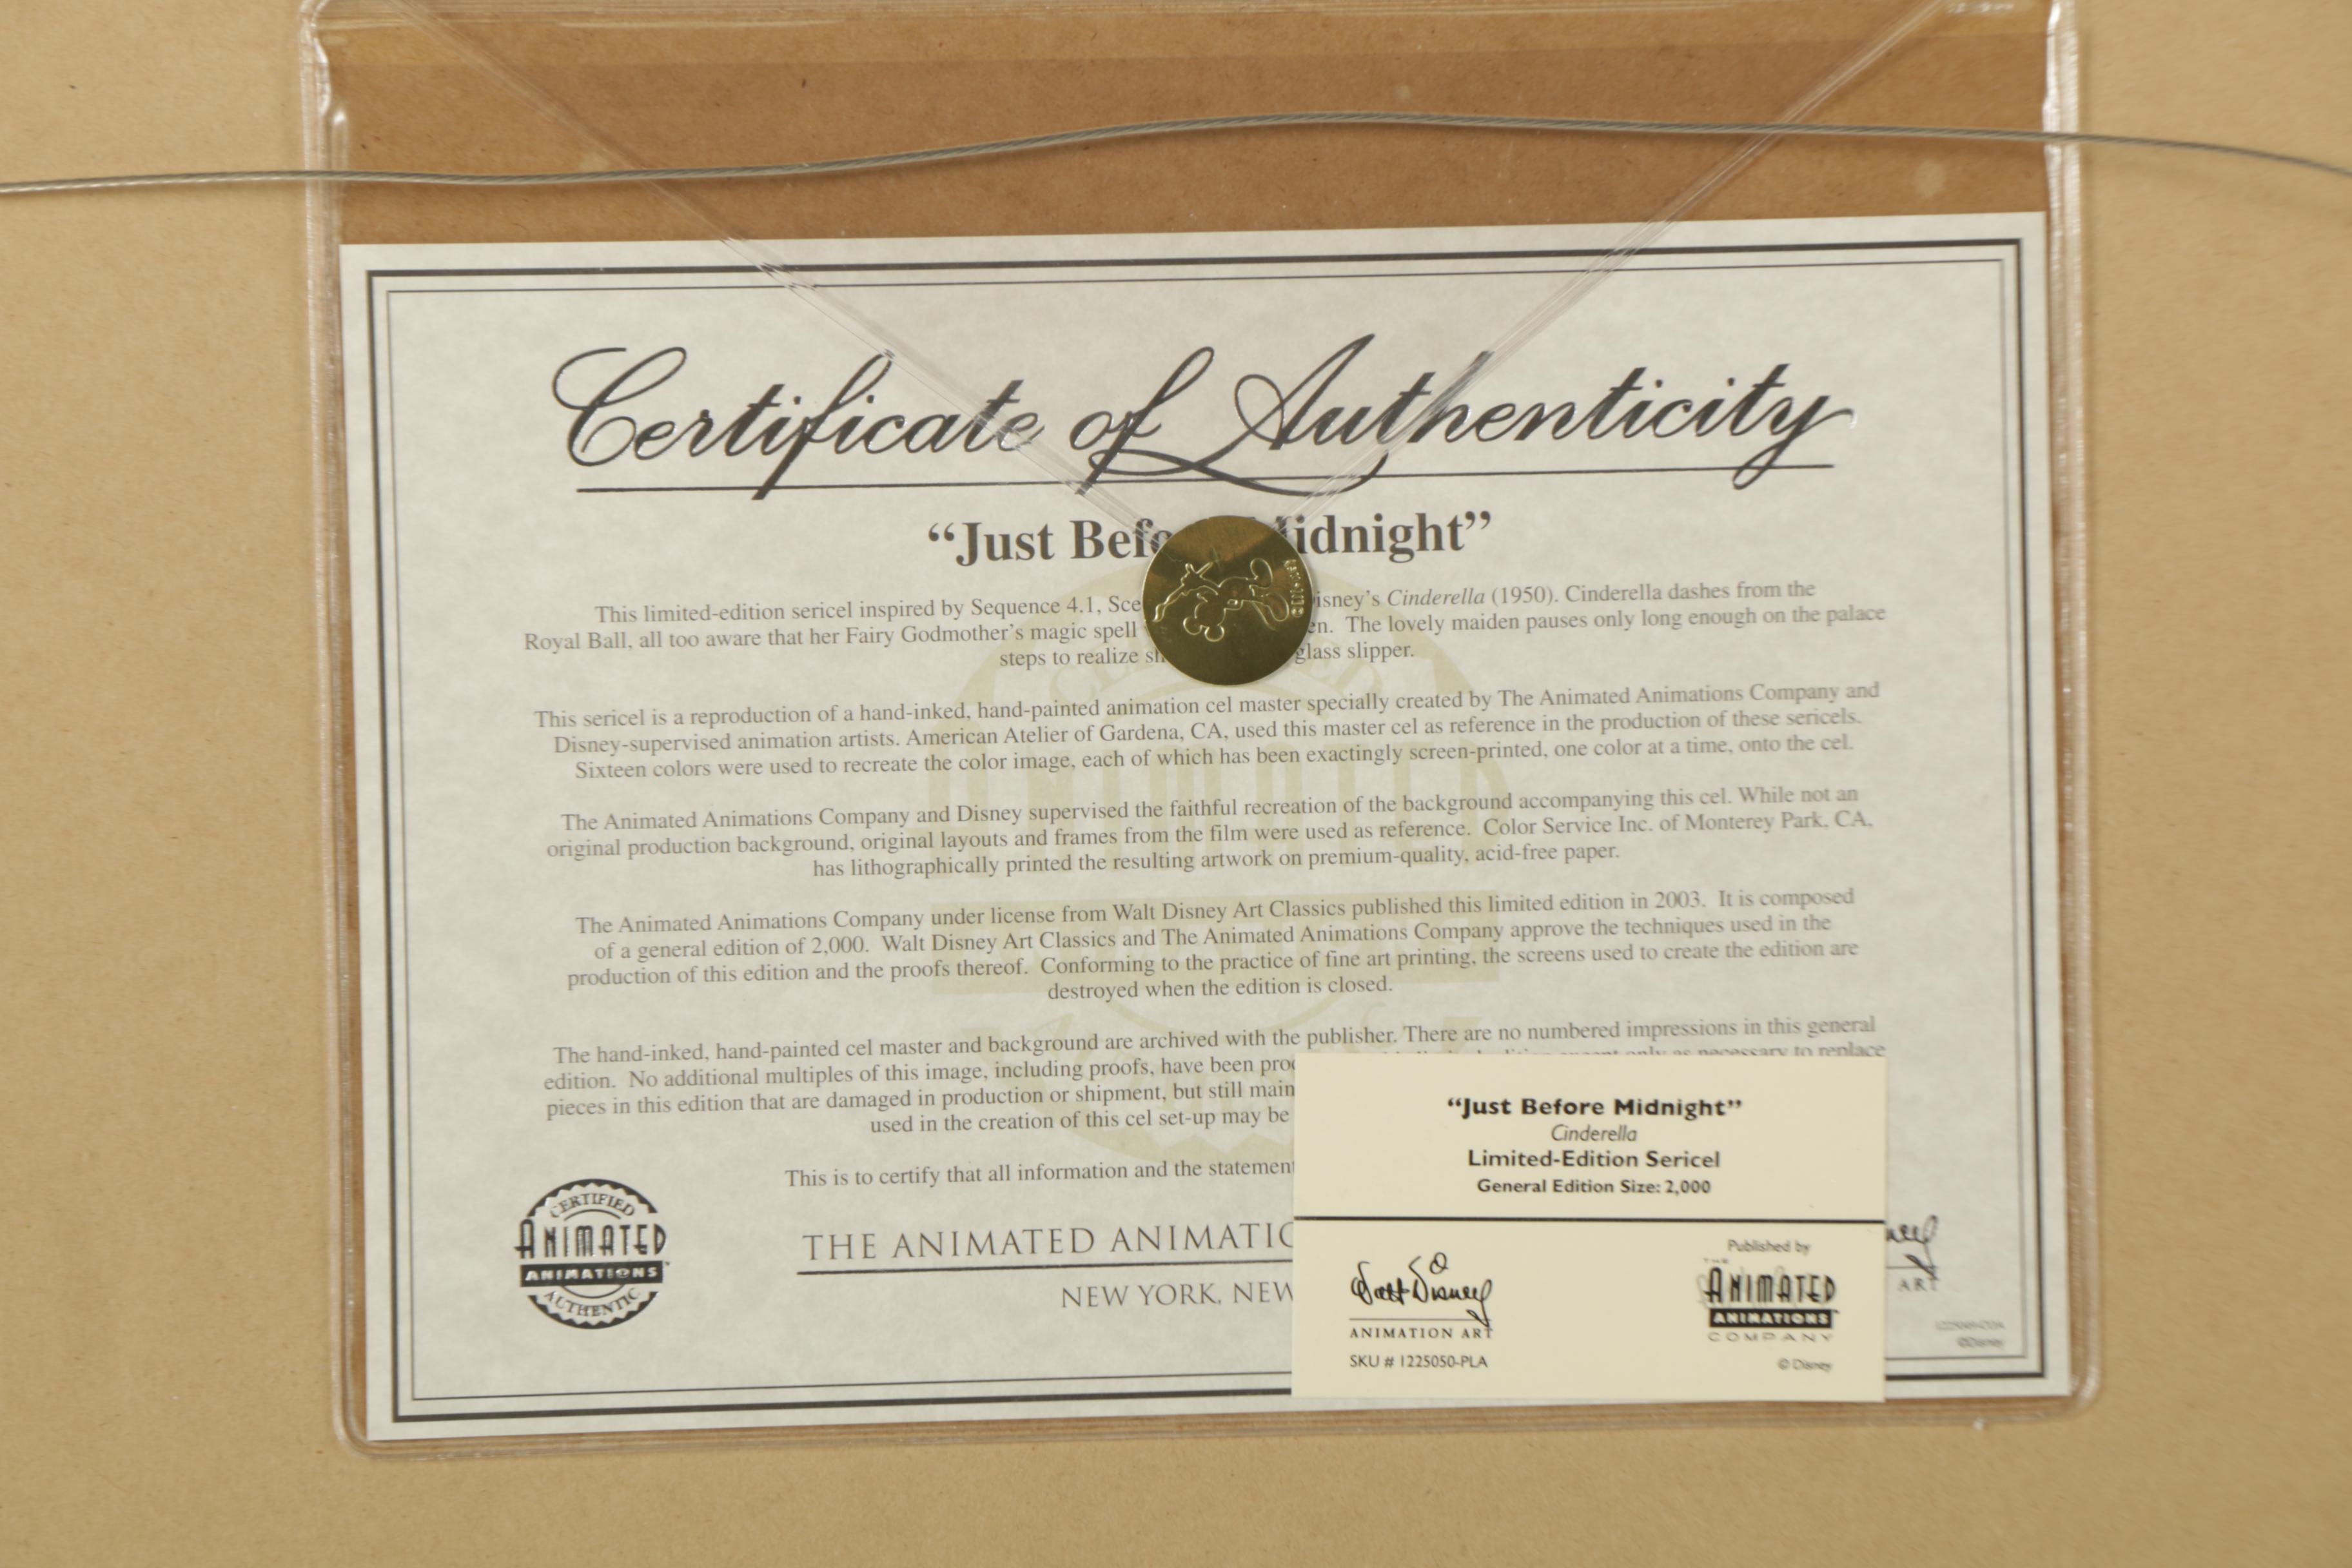 Certificate of Authenticity
“Just Before Midnight”
This limited-edition sericel inspired by Sequence 4.1, Sce isney’s Cinderella (1950). Cinderella dashes from the
Royal Ball, all too aware that her Fairy Godmother’s magic spell en. The lovely maiden pauses only long enough on the palace
steps to realize glass slipper.
This sericel is a reproduction of a hand-inked, hand-painted animation cel master specially created by The Animated Animations Company and
Disney-supervised animation artists. American Atelier of Gardena, CA, used this master cel as reference in the production of these sericels.
Sixteen colors were used to recreate the color image, each of which has been exactingly screen-printed, one color at a time, onto the cel.
The Animated Animations Company and Disney supervised the faithful recreation of the background accompanying this cel. While not an
original production background, original layouts and frames from the film were used as reference. Color Service Inc. of Monterey Park, CA,
has lithographically printed the resulting artwork on premium-quality, acid-free paper.
The Animated Animations Company under license from Walt Disney Art Classics published this limited edition in 2003. It is composed
of a general edition of 2,000. Walt Disney Art Classics and The Animated Animations Company approve the techniques used in the
production of this edition and the proofs thereof. Conforming to the practice of fine art printing, the screens used to create the edition are
destroyed when the edition is closed.
The hand-inked, hand-painted cel master and background are archived with the publisher. There are no numbered impressions in this general
edition. No additional multiples of this image, including proofs, have been pro only as necessary to replace
pieces in this edition that are damaged in production or shipment, but still main
used in the creation of this cel set-up may be
This is to certify that all information and the statement
CERTIFIED
ANIMATED
ANIMATIONS
AUTHENTIC
THE ANIMATED ANIMATIO
NEW YORK, NEW
ney
ART
©Disney
“Just Before Midnight”
Cinderella
Limited-Edition Sericel
General Edition Size: 2,000
Walt Disney
ANIMATION ART
SKU # 1225050-PLA
Published by
THE
ANIMATED
ANIMATIONS
COMPANY
© Disney